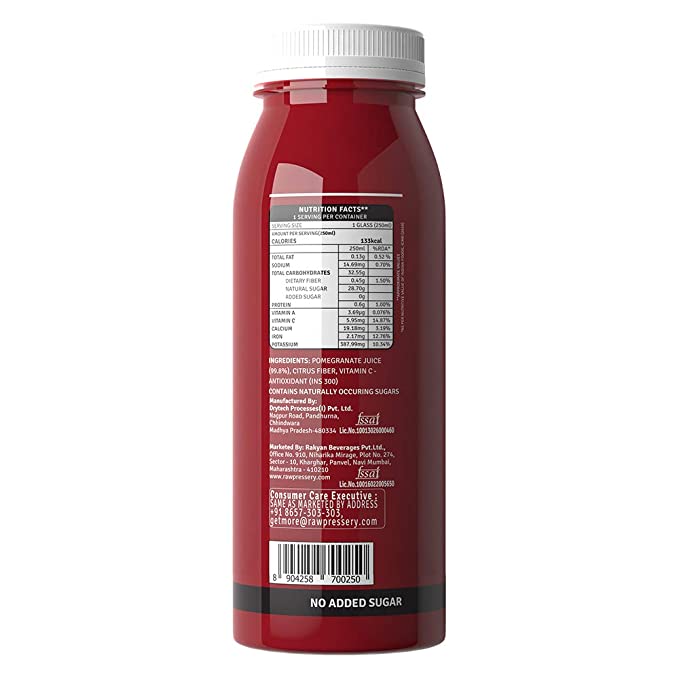 NUTRITION FACTS**
1 SERVING PER CONTAINER
SERVING SIZE 1 GLASS (250ml)
AMOUNT PER SERVING(250ml)
CALORIES 133kcal
250ml %RDA*
TOTAL FAT 0.13g 0.52 %
SODIUM 14.69mg 0.70%
TOTAL CARBOHYDRATES 32.55g
DIETARY FIBER 0.45g 1.50%
NATURAL SUGAR 28.70g
ADDED SUGAR 0g
PROTEIN 0.6g 1.00%
VITAMIN A 3.69µg 0.076%
VITAMIN C 5.95mg 14.87%
CALCIUM 19.18mg 3.19%
IRON 2.17mg 12.76%
POTASSIUM 387.99mg 10.34%
INGREDIENTS: POMEGRANATE JUICE
(99.8%), CITRUS FIBER, VITAMIN C -
ANTIOXIDANT (INS 300)
CONTAINS NATURALLY OCCURING SUGARS
Manufactured By:
Drytech Processes(I) Pvt. Ltd.
Nagpur Road, Pandhurna,
Chhindwara
Madhya Pradesh-480334
fssai
Lic.No.10013026000460
Marketed By: Rakyan Beverages Pvt.Ltd.,
Office No. 910, Niharika Mirage, Plot No. 274,
Sector - 10, Kharghar, Panvel, Navi Mumbai,
Maharashtra - 410210
www.rawpressery.com
fssai
Lic.No.10016022005650
Consumer Care Executive :
SAME AS MARKETED BY ADDRESS
+91 8657-303-303,
getmore@rawpressery.com
8 904258 700250
NO ADDED SUGAR